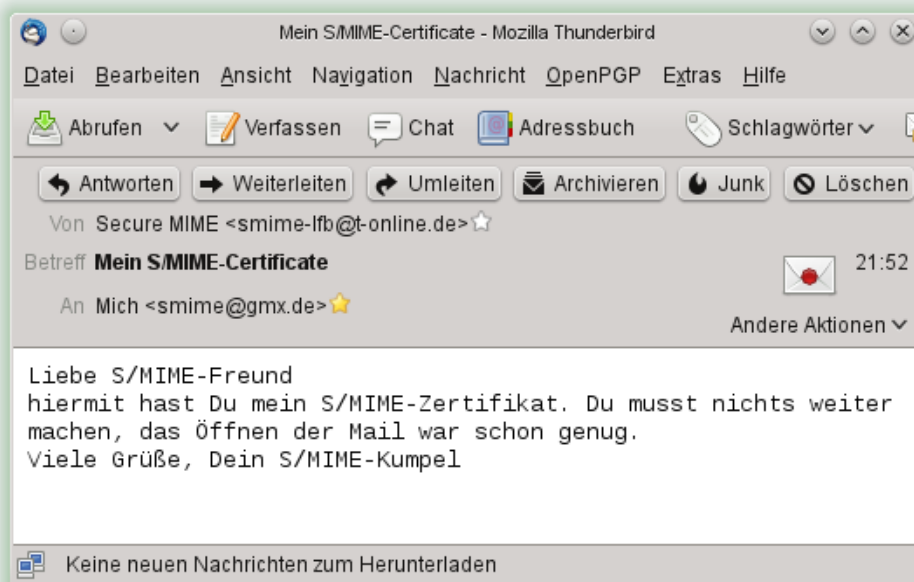 Mein S/MIME-Certificate - Mozilla Thunderbird
Datei Bearbeiten Ansicht Navigation Nachricht OpenPGP Extras Hilfe
Abrufen Verfassen Chat Adressbuch Schlagwörter
Antworten Weiterleiten Umleiten Archivieren Junk Löschen
Von Secure MIME <smime-lfb@t-online.de>
Betreff Mein S/MIME-Certificate 21:52
An Mich <smime@gmx.de>
Andere Aktionen
Liebe S/MIME-Freund
hiermit hast Du mein S/MIME-Zertifikat. Du musst nichts weiter
machen, das Öffnen der Mail war schon genug.
Viele Grüße, Dein S/MIME-Kumpel
Keine neuen Nachrichten zum Herunterladen